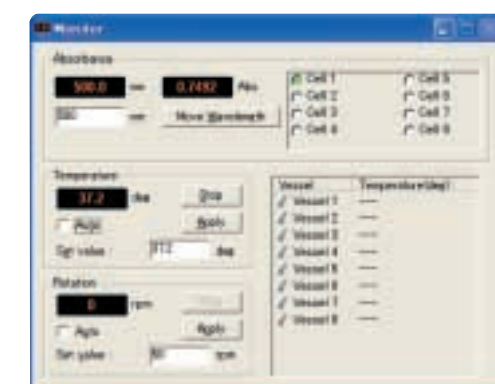 Monitor
Absorbance
500.0 nm 0.7492 Abs
nm Move Wavelength
Cell 1 Cell 5
Cell 2 Cell 6
Cell 3 Cell 7
Cell 4 Cell 8
Temperature
37.2 deg Stop
Auto Apply
Set value : deg
Rotation
0 rpm
Auto Apply
Set value : rpm
Vessel Temperature(deg)
Vessel 1 ----
Vessel 2 ----
Vessel 3 ----
Vessel 4 ----
Vessel 5 ----
Vessel 6 ----
Vessel 7 ----
Vessel 8 ----